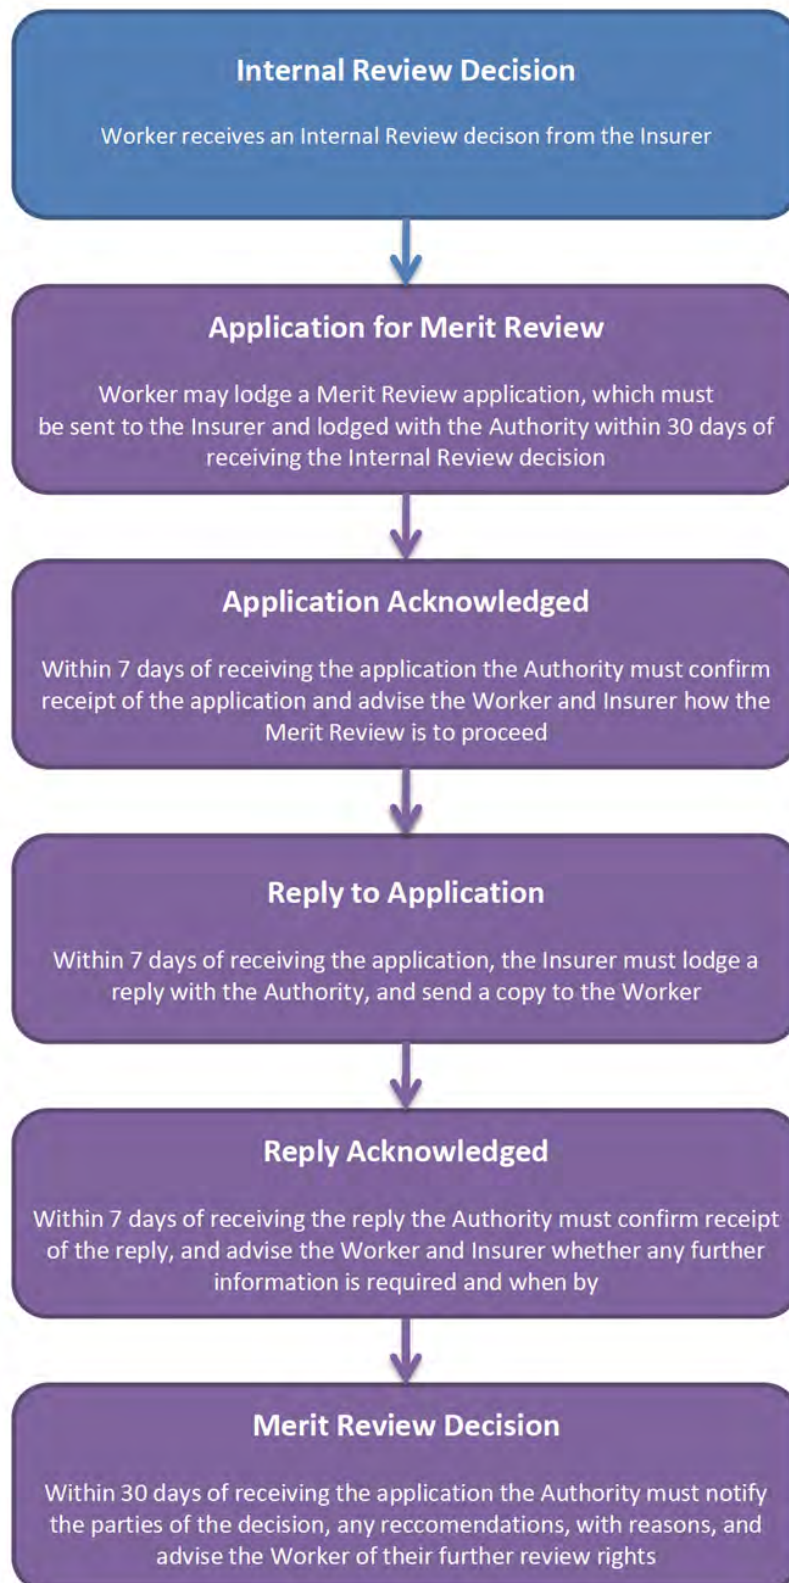 Internal Review Decision
Worker receives an Internal Review decison from the Insurer
Application for Merit Review
Worker may lodge a Merit Review application, which must
be sent to the Insurer and lodged with the Authority within 30 days of
receiving the Internal Review decision
Application Acknowledged
Within 7 days of receiving the application the Authority must confirm
receipt of the application and advise the Worker and Insurer how the
Merit Review is to proceed
Reply to Application
Within 7 days of receiving the application, the Insurer must lodge a
reply with the Authority, and send a copy to the Worker
Reply Acknowledged
Within 7 days of receiving the reply the Authority must confirm receipt
of the reply, and advise the Worker and Insurer whether any further
information is required and when by
Merit Review Decision
Within 30 days of receiving the application the Authority must notify
the parties of the decision, any reccomendations, with reasons, and
advise the Worker of their further review rights